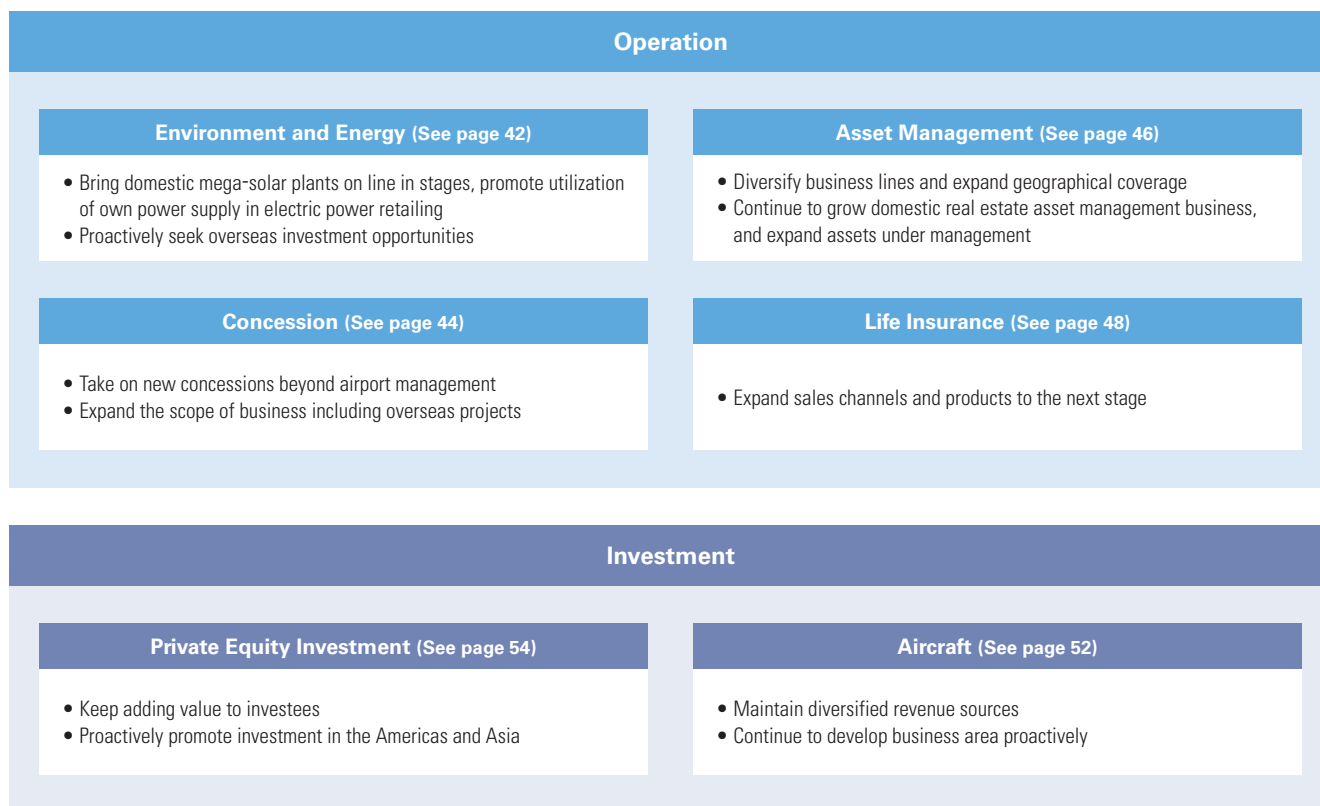 Operation
Environment and Energy (See page 42)
• Bring domestic mega-solar plants on line in stages, promote utilization
of own power supply in electric power retailing
• Proactively seek overseas investment opportunities
Asset Management (See page 46)
• Diversify business lines and expand geographical coverage
• Continue to grow domestic real estate asset management business,
and expand assets under management
Concession (See page 44)
• Take on new concessions beyond airport management
• Expand the scope of business including overseas projects
Life Insurance (See page 48)
• Expand sales channels and products to the next stage
Investment
Private Equity Investment (See page 54)
• Keep adding value to investees
• Proactively promote investment in the Americas and Asia
Aircraft (See page 52)
• Maintain diversified revenue sources
• Continue to develop business area proactively